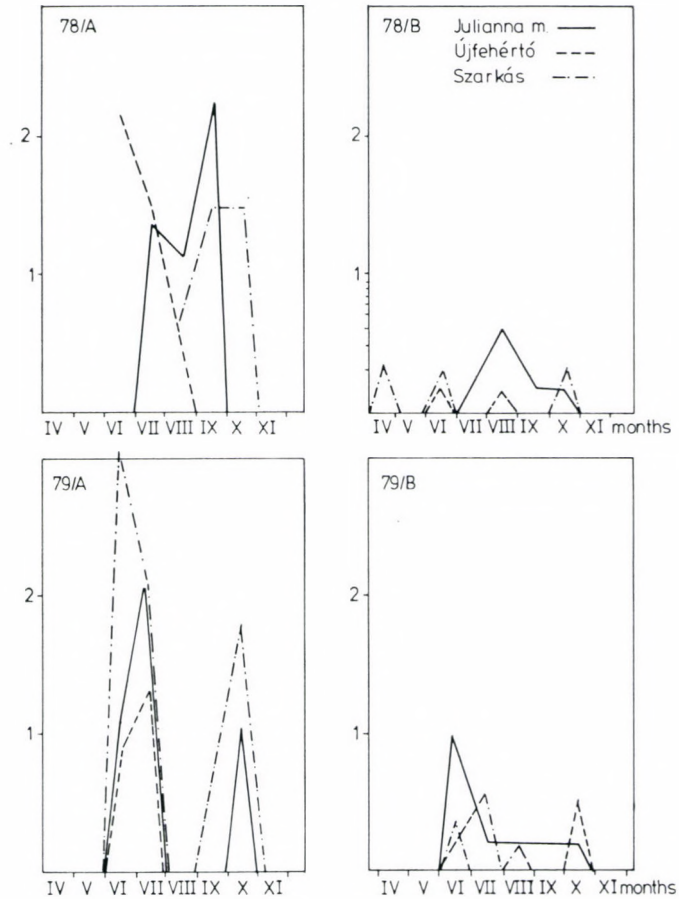 78/A
2
1
IV V VI VII VIII IX X XI
78/B
Julianna m.
Újfehértó
Szarkás
2
1
IV V VI VII VIII IX X XI months
79/A
2
1
IV V VI VII VIII IX X XI
79/B
2
1
IV V VI VII VIII IX X XI months